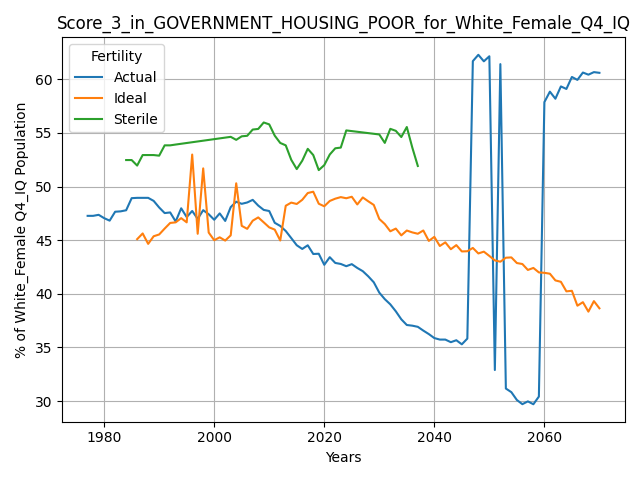 Score_3_in_GOVERNMENT_HOUSING_POOR_for_White_Female_Q4_IQ
Fertility
Actual
Ideal
Sterile
% of White_Female Q4_IQ Population
60
55
50
45
40
35
30
1980
2000
2020
2040
2060
Years